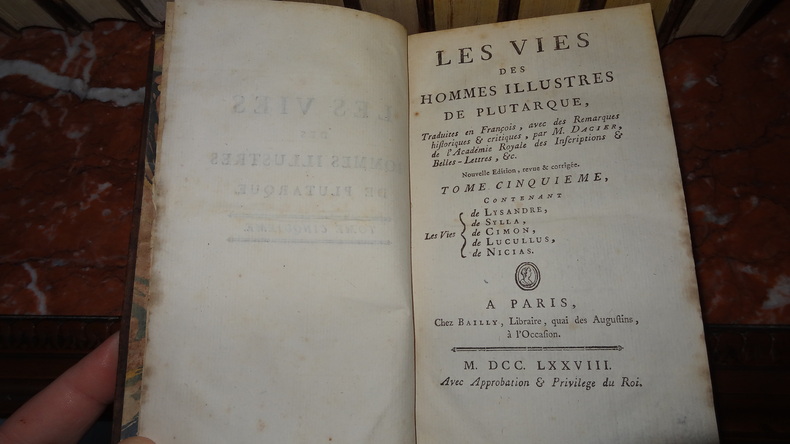 LES VIES
DES
HOMMES ILLUSTRES
DE PLUTARQUE,
Traduites en François, avec des Remarques
historiques & critiques, par M. DACIER,
de l'Académie Royale des Inscriptions &
Belles-Lettres, &c.
Nouvelle Edition, revue & corrigée.
TOME CINQUIEME,
CONTENANT
Les Vies
de LYSANDRE,
de SYLLA,
de CIMON,
de LUCULLUS,
de NICIAS.
A PARIS,
Chez BAILLY, Libraire, quai des Augustins,
à l'Occasion.
M. DCC. LXXVIII.
Avec Approbation & Privilege du Roi.